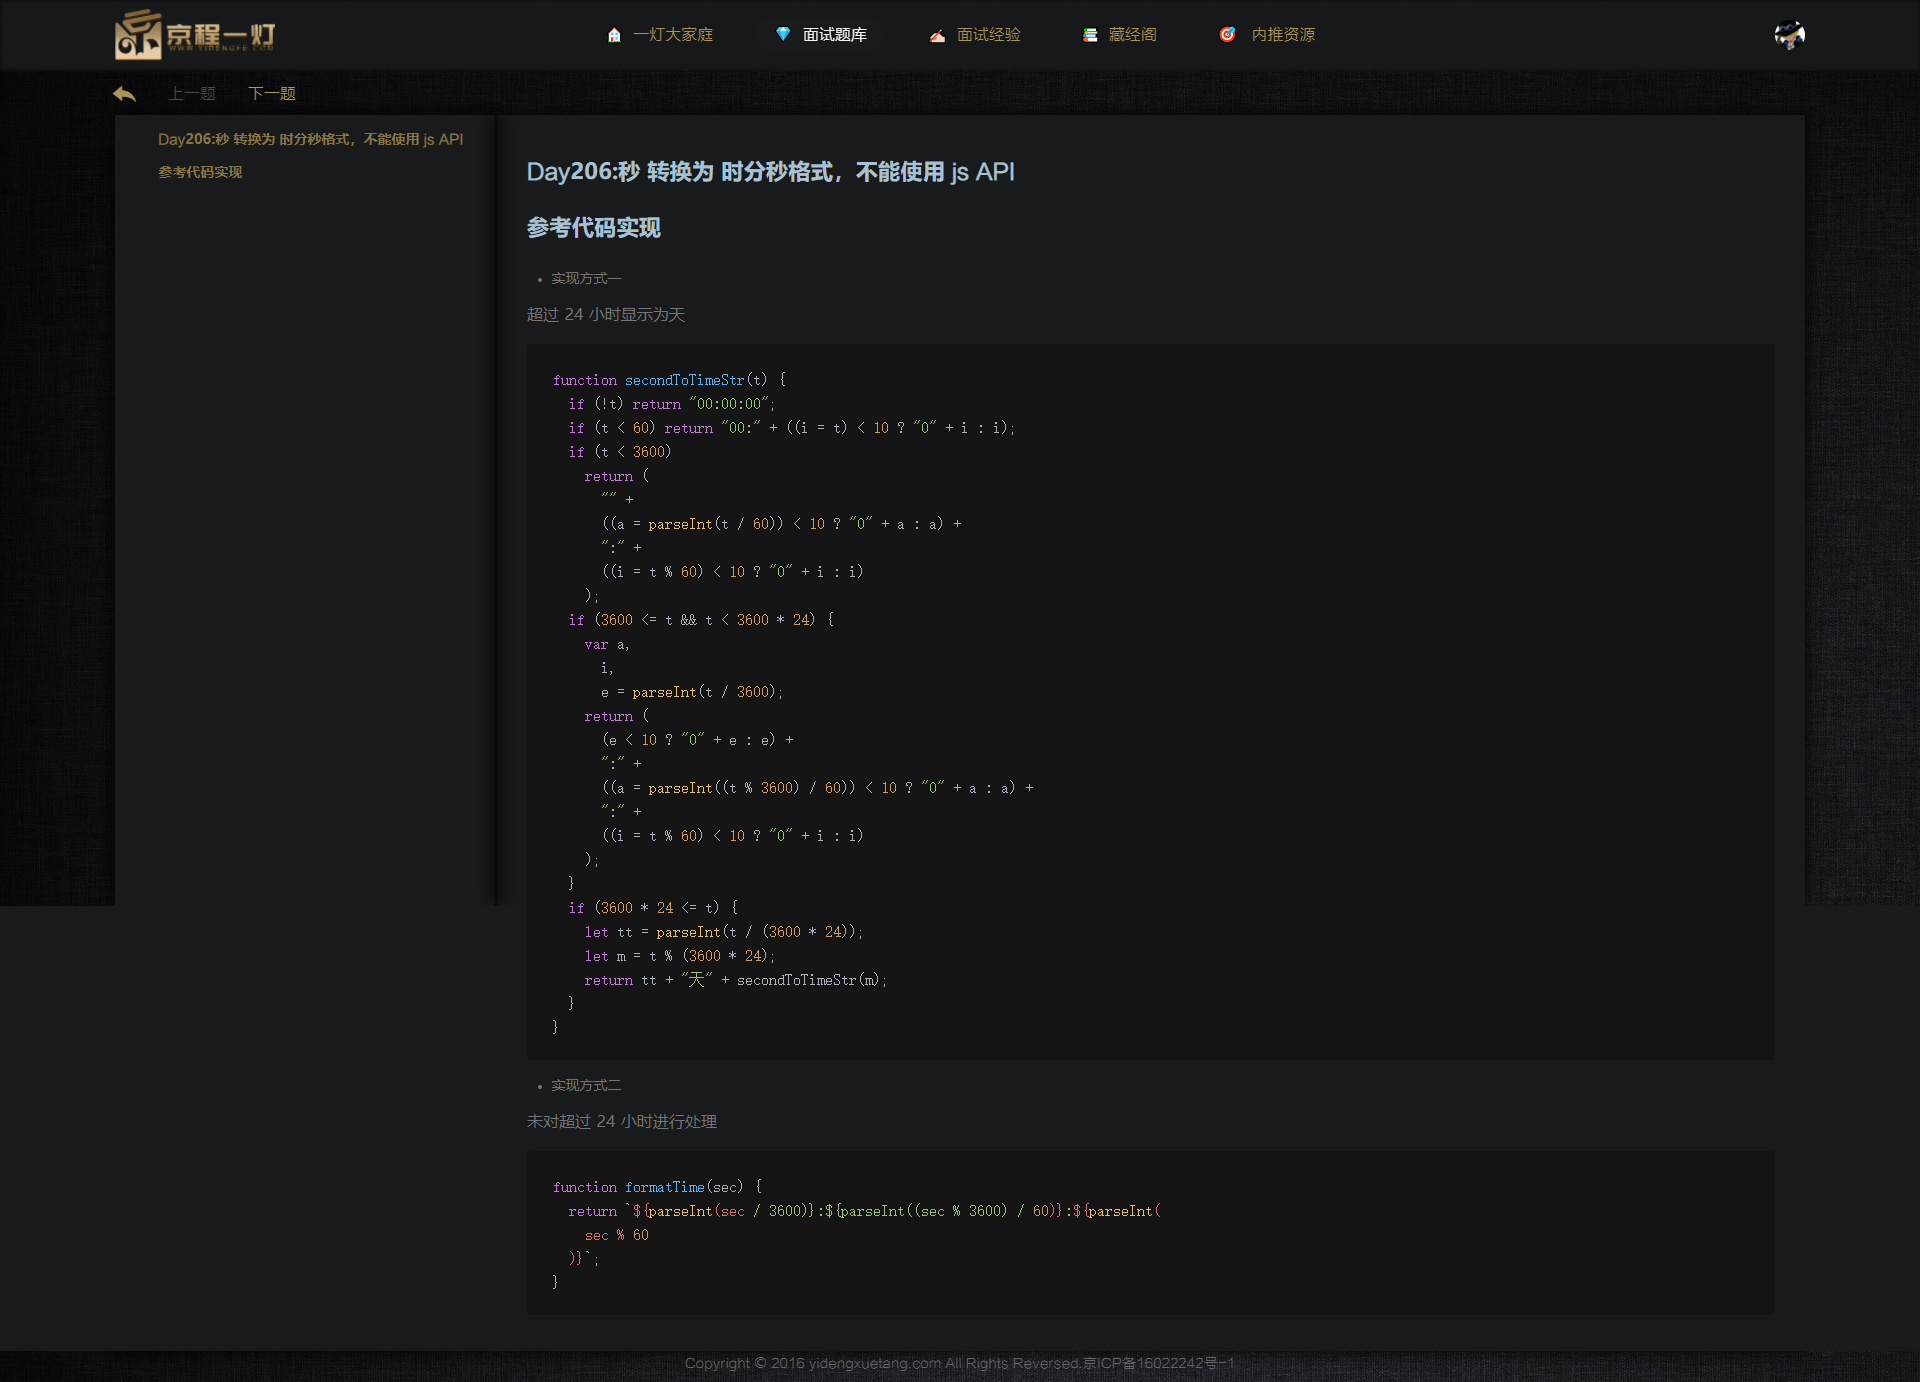 京程一灯
WWW.YIDENGFE.COM
一灯大家庭
面试题库
面试经验
藏经阁
内推资源
上一题
下一题
Day206:秒 转换为 时分秒格式，不能使用 js API
参考代码实现
Day206:秒 转换为 时分秒格式，不能使用 js API
参考代码实现
实现方式一
超过 24 小时显示为天
function secondToTimeStr(t) {
  if (!t) return "00:00:00";
  if (t < 60) return "00:" + ((i = t) < 10 ? "0" + i : i);
  if (t < 3600)
    return (
      "" +
      ((a = parseInt(t / 60)) < 10 ? "0" + a : a) +
      ":" +
      ((i = t % 60) < 10 ? "0" + i : i)
    );
  if (3600 <= t && t < 3600 * 24) {
    var a,
      i,
      e = parseInt(t / 3600);
    return (
      (e < 10 ? "0" + e : e) +
      ":" +
      ((a = parseInt((t % 3600) / 60)) < 10 ? "0" + a : a) +
      ":" +
      ((i = t % 60) < 10 ? "0" + i : i)
    );
  }
  if (3600 * 24 <= t) {
    let tt = parseInt(t / (3600 * 24));
    let m = t % (3600 * 24);
    return tt + "天" + secondToTimeStr(m);
  }
}
实现方式二
未对超过 24 小时进行处理
function formatTime(sec) {
  return `${parseInt(sec / 3600)}:${parseInt((sec % 3600) / 60)}:${parseInt(
    sec % 60
  )}`;
}
Copyright © 2016 yidengxuetang.com All Rights Reversed.京ICP备16022242号-1